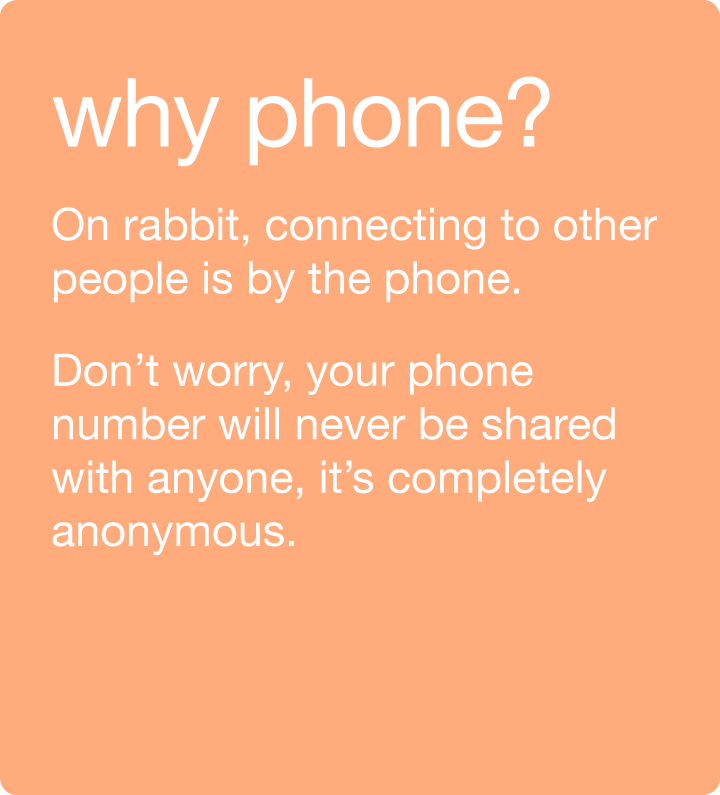 why phone?
On rabbit, connecting to other
people is by the phone.
Don’t worry, your phone
number will never be shared
with anyone, it’s completely
anonymous.